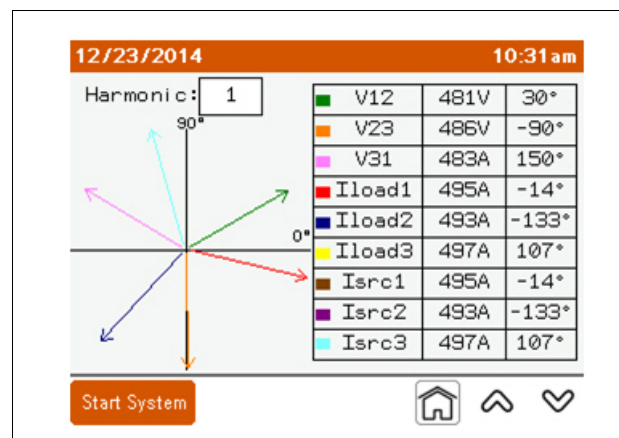 12/23/2014 10:31am
Harmonic: 1
90°
0°
V12 481V 30°
V23 486V -90°
V31 483A 150°
Iload1 495A -14°
Iload2 493A -133°
Iload3 497A 107°
Isrc1 495A -14°
Isrc2 493A -133°
Isrc3 497A 107°
Start System